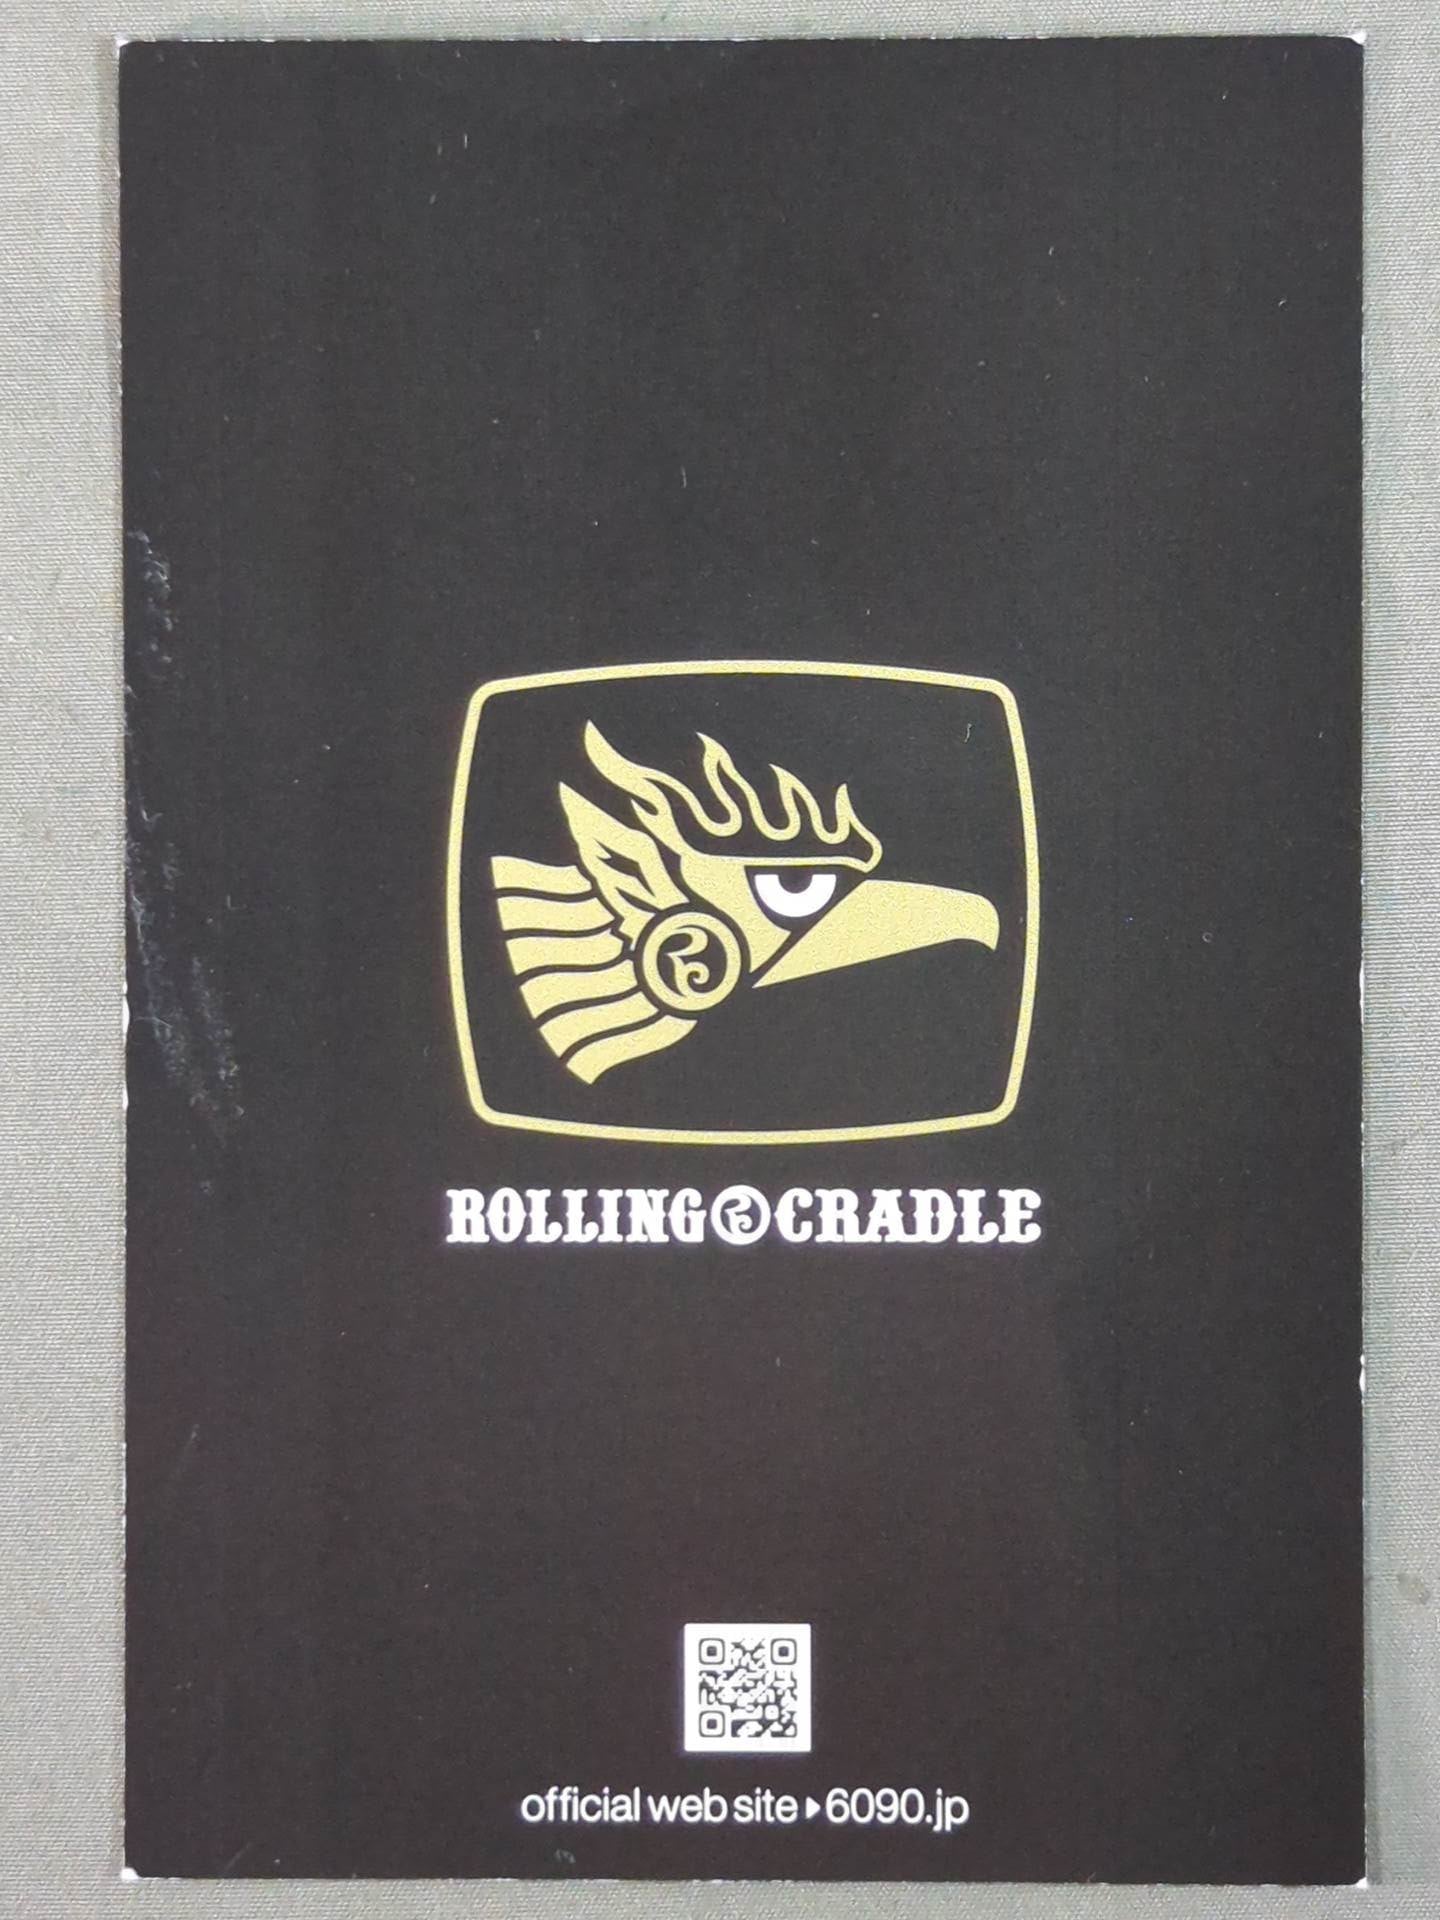 ROLLING CRADLE
official web site▶6090.jp